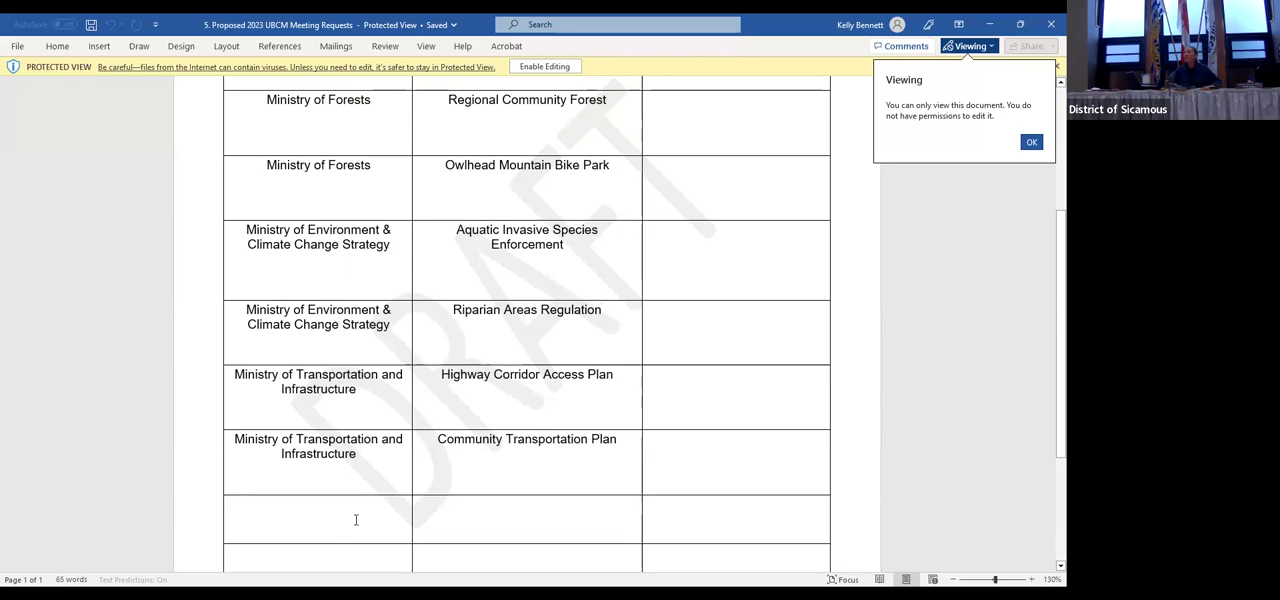 AutoSave
Off
5. Proposed 2023 UBCM Meeting Requests - Protected View • Saved
Search
Kelly Bennett
File Home Insert Draw Design Layout References Mailings Review View Help Acrobat
Comments
Viewing
Share
PROTECTED VIEW Be careful—files from the Internet can contain viruses. Unless you need to edit, it's safer to stay in Protected View.
Enable Editing
Viewing
You can only view this document. You do
not have permissions to edit it.
OK
District of Sicamous
Ministry of Forests
Regional Community Forest
Ministry of Forests
Owlhead Mountain Bike Park
Ministry of Environment &
Climate Change Strategy
Aquatic Invasive Species
Enforcement
Ministry of Environment &
Climate Change Strategy
Riparian Areas Regulation
Ministry of Transportation and
Infrastructure
Highway Corridor Access Plan
Ministry of Transportation and
Infrastructure
Community Transportation Plan
DRAFT
Page 1 of 1
65 words
Text Predictions: On
Focus
130%